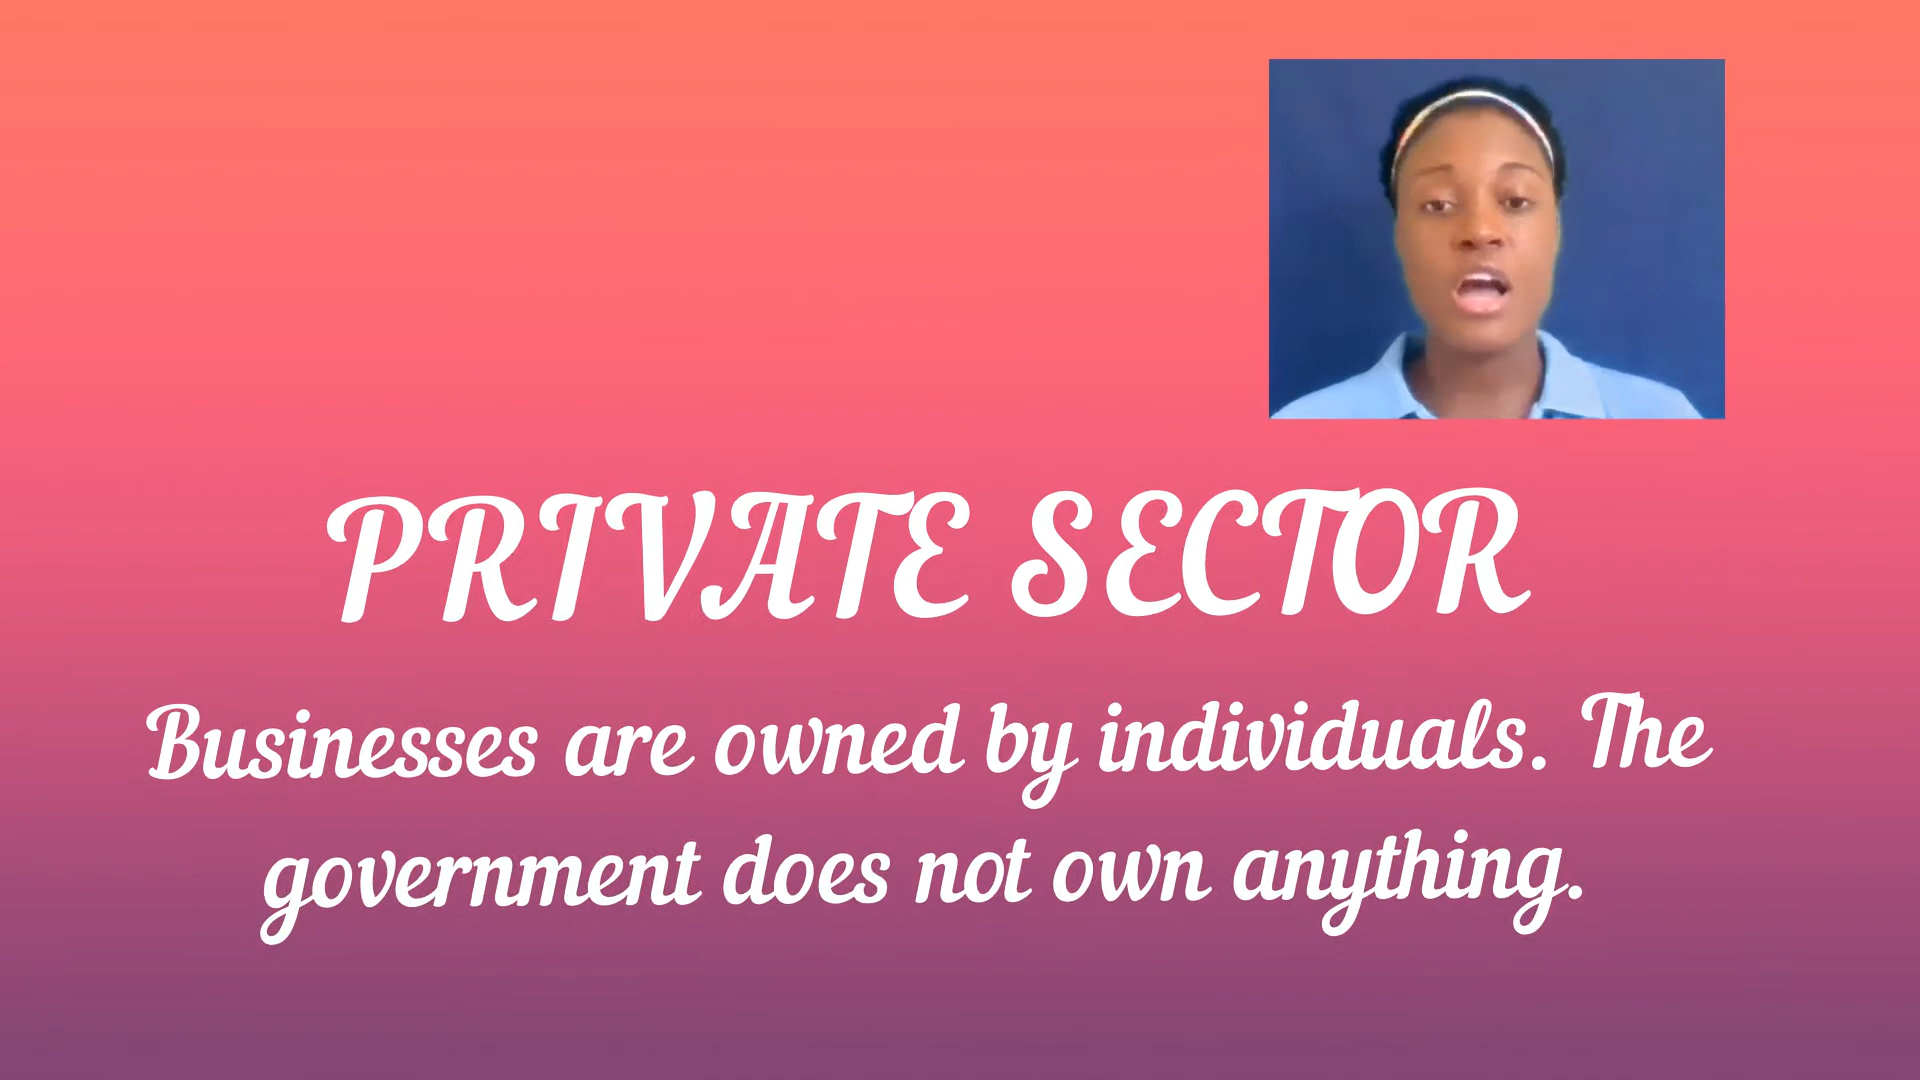 PRIVATE SECTOR
Businesses are owned by individuals. The
government does not own anything.